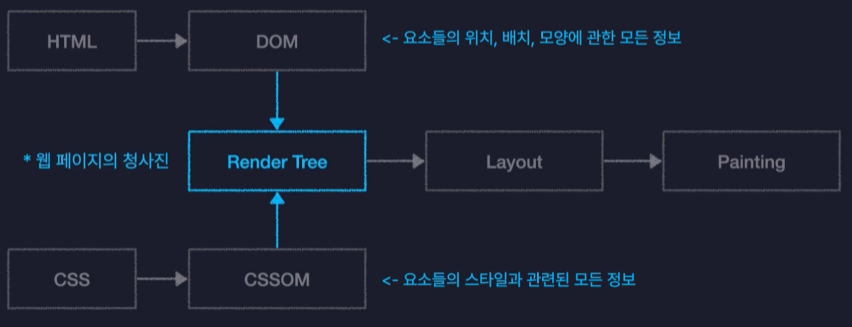 HTML
DOM
<- 요소들의 위치, 배치, 모양에 관한 모든 정보
* 웹 페이지의 청사진
Render Tree
Layout
Painting
CSS
CSSOM
<- 요소들의 스타일과 관련된 모든 정보